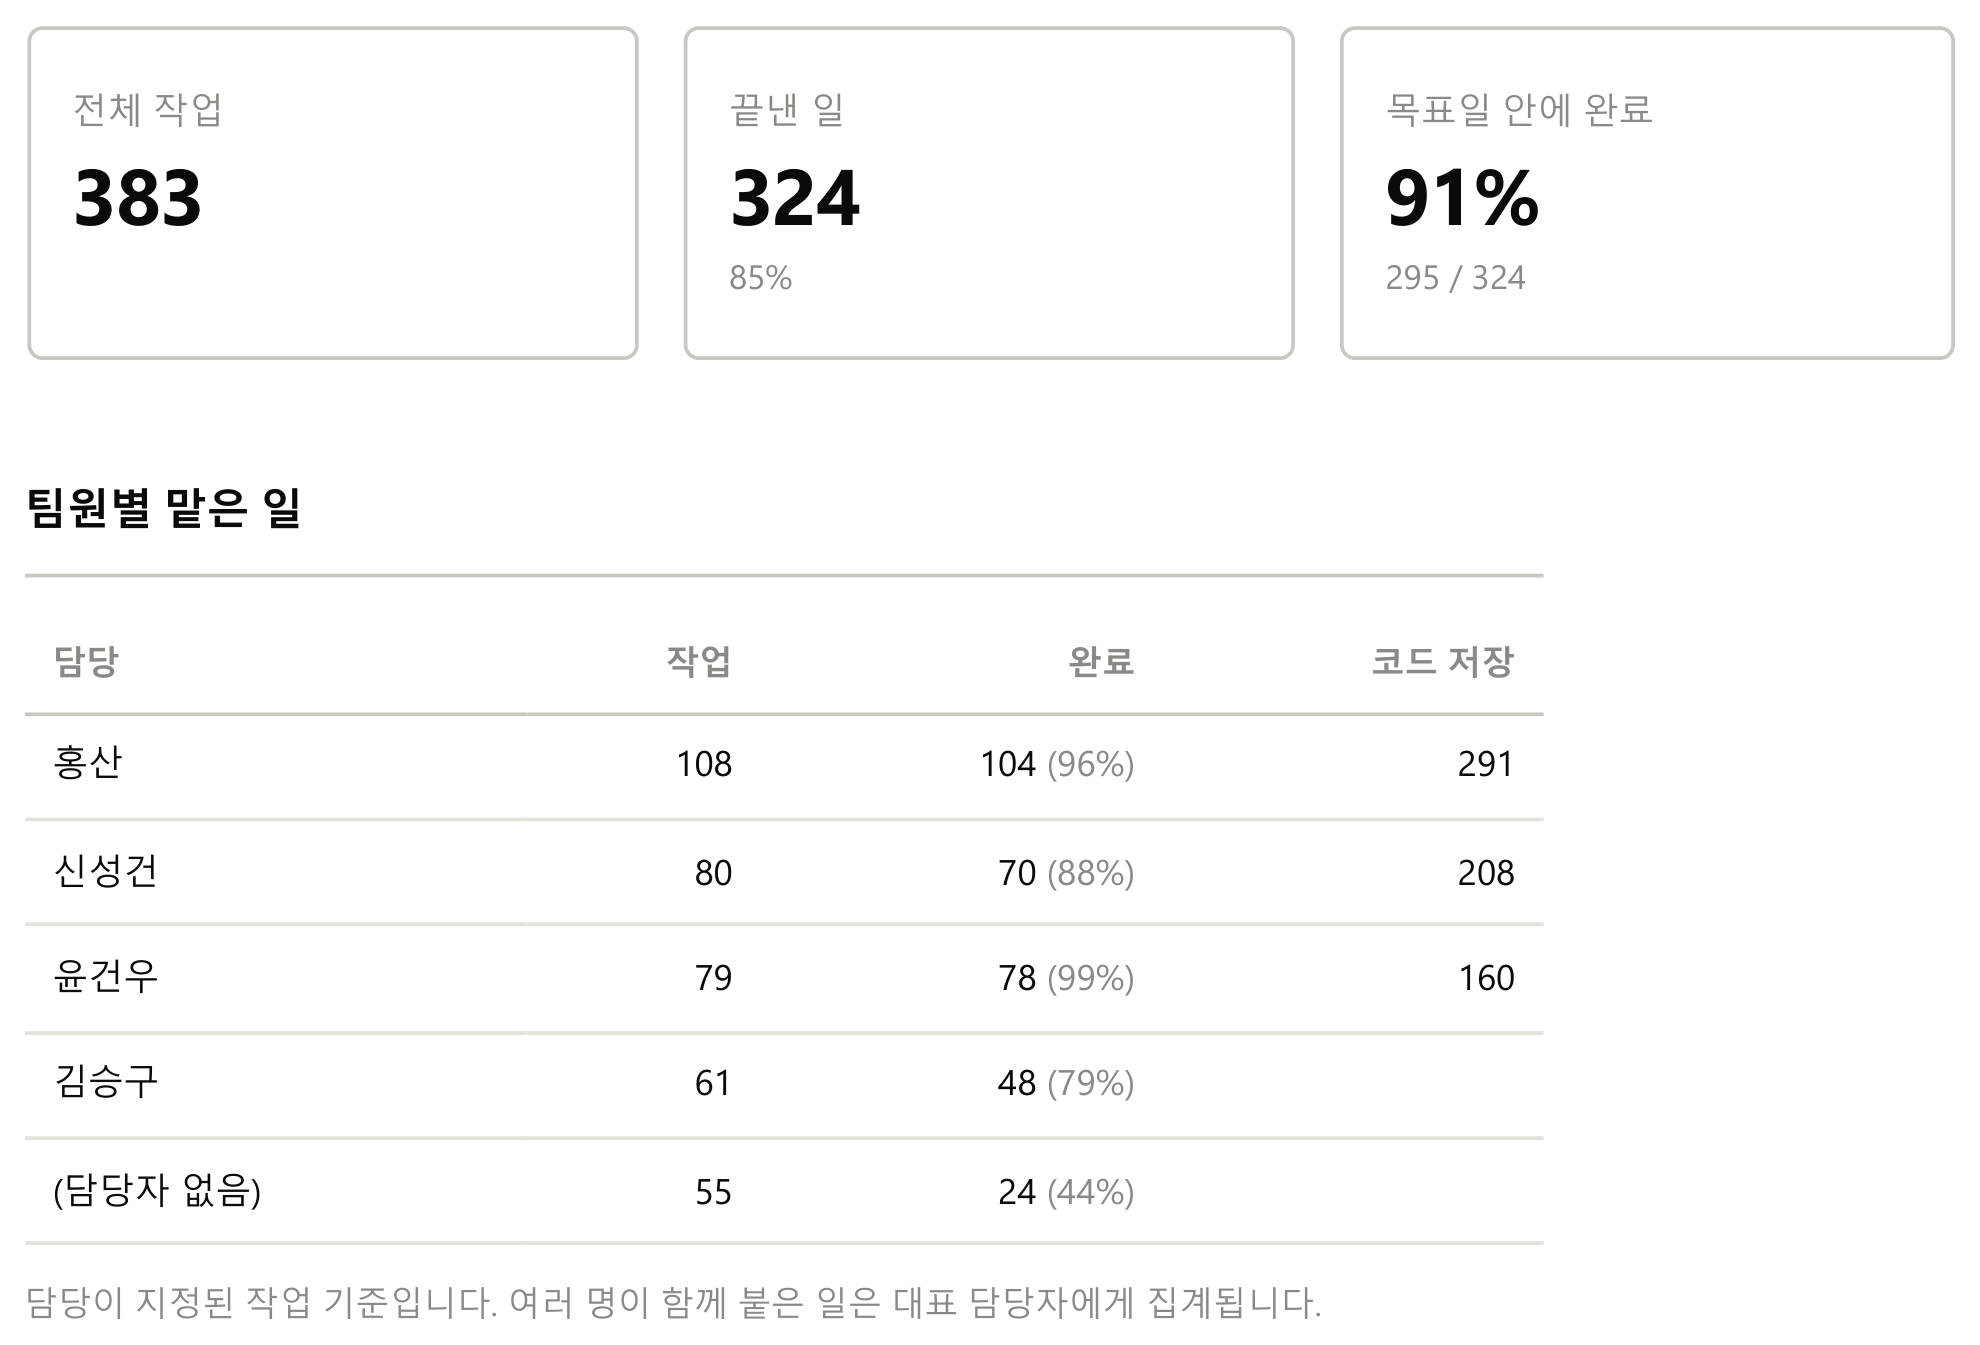 전체 작업
383
끝낸 일
324
85%
목표일 안에 완료
91%
295 / 324
팀원별 맡은 일
담당 작업 완료 코드 저장
홍산 108 104 (96%) 291
신성건 80 70 (88%) 208
윤건우 79 78 (99%) 160
김승구 61 48 (79%)
(담당자 없음) 55 24 (44%)
담당이 지정된 작업 기준입니다. 여러 명이 함께 붙은 일은 대표 담당자에게 집계됩니다.